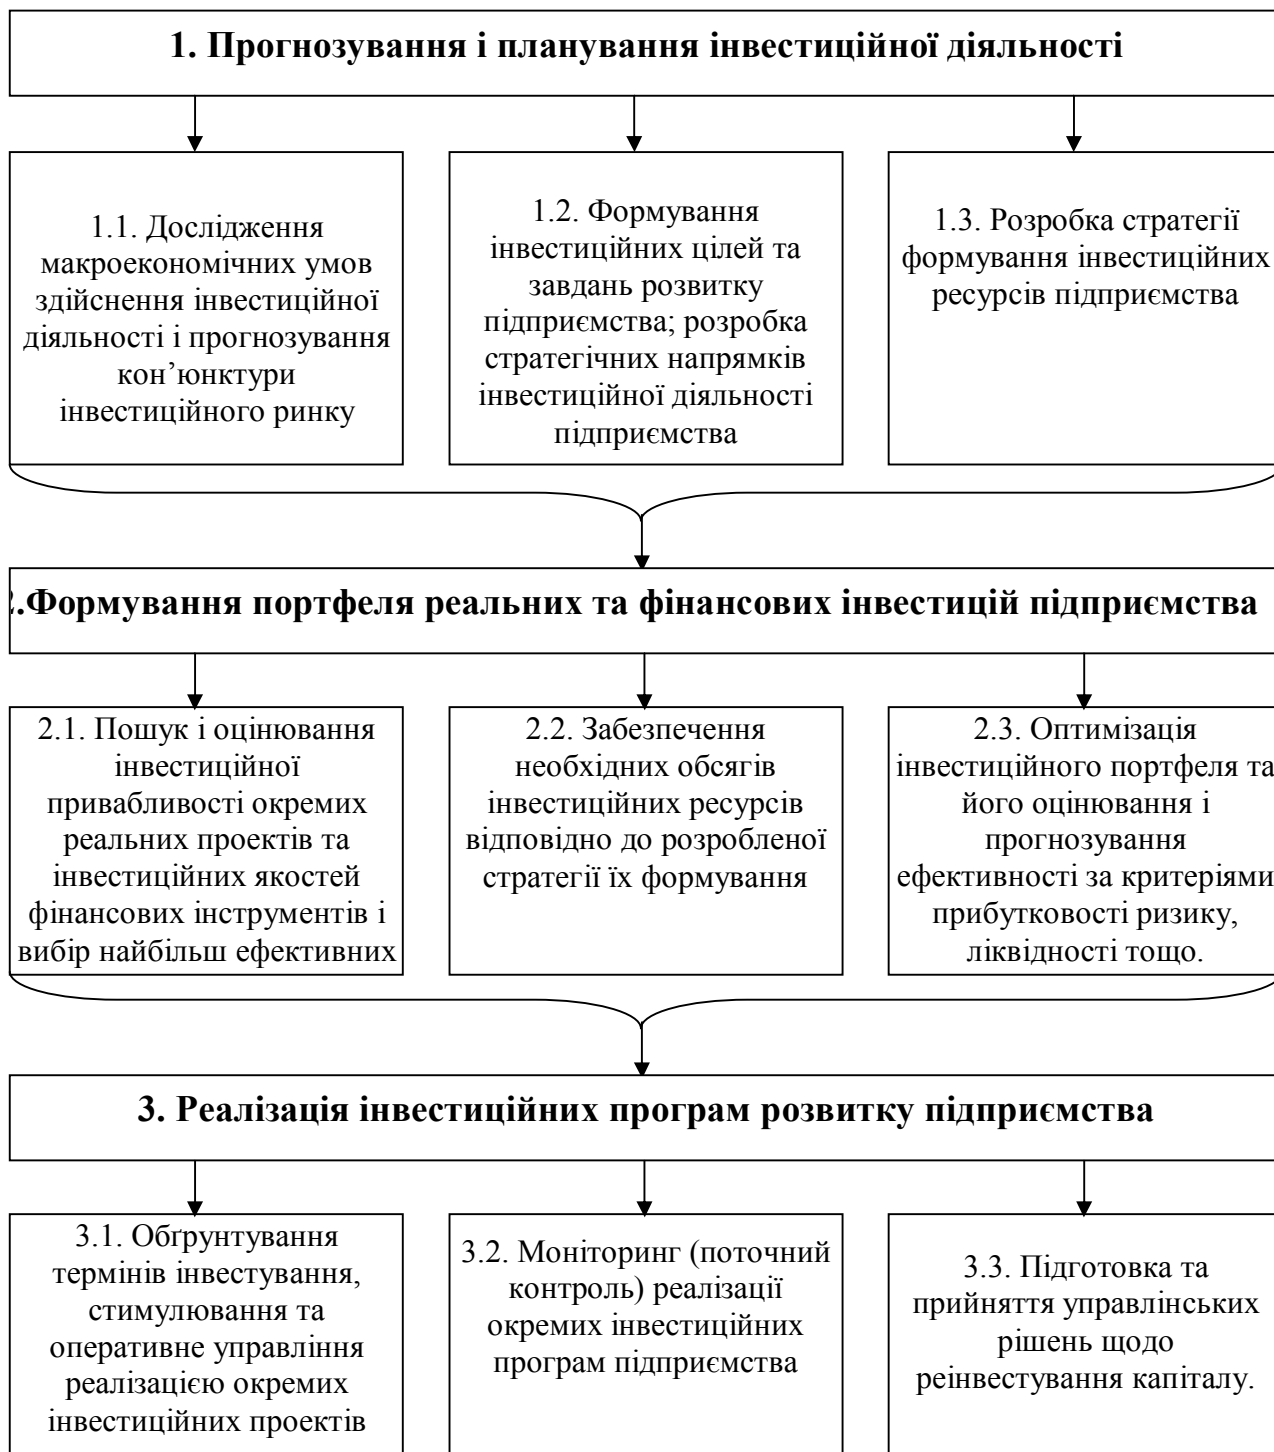 1. Прогнозування і планування інвестиційної діяльності
1.1. Дослідження
макроекономічних умов
здійснення інвестиційної
діяльності і прогнозування
кон’юнктури
інвестиційного ринку
1.2. Формування
інвестиційних цілей та
завдань розвитку
підприємства; розробка
стратегічних напрямків
інвестиційної діяльності
підприємства
1.3. Розробка стратегії
формування інвестиційних
ресурсів підприємства
2.Формування портфеля реальних та фінансових інвестицій підприємства
2.1. Пошук і оцінювання
інвестиційної
привабливості окремих
реальних проектів та
інвестиційних якостей
фінансових інструментів і
вибір найбільш ефективних
2.2. Забезпечення
необхідних обсягів
інвестиційних ресурсів
відповідно до розробленої
стратегії їх формування
2.3. Оптимізація
інвестиційного портфеля та
його оцінювання і
прогнозування
ефективності за критеріями
прибутковості ризику,
ліквідності тощо.
3. Реалізація інвестиційних програм розвитку підприємства
3.1. Обґрунтування
термінів інвестування,
стимулювання та
оперативне управління
реалізацією окремих
інвестиційних проектів
3.2. Моніторинг (поточний
контроль) реалізації
окремих інвестиційних
програм підприємства
3.3. Підготовка та
прийняття управлінських
рішень щодо
реінвестування капіталу.